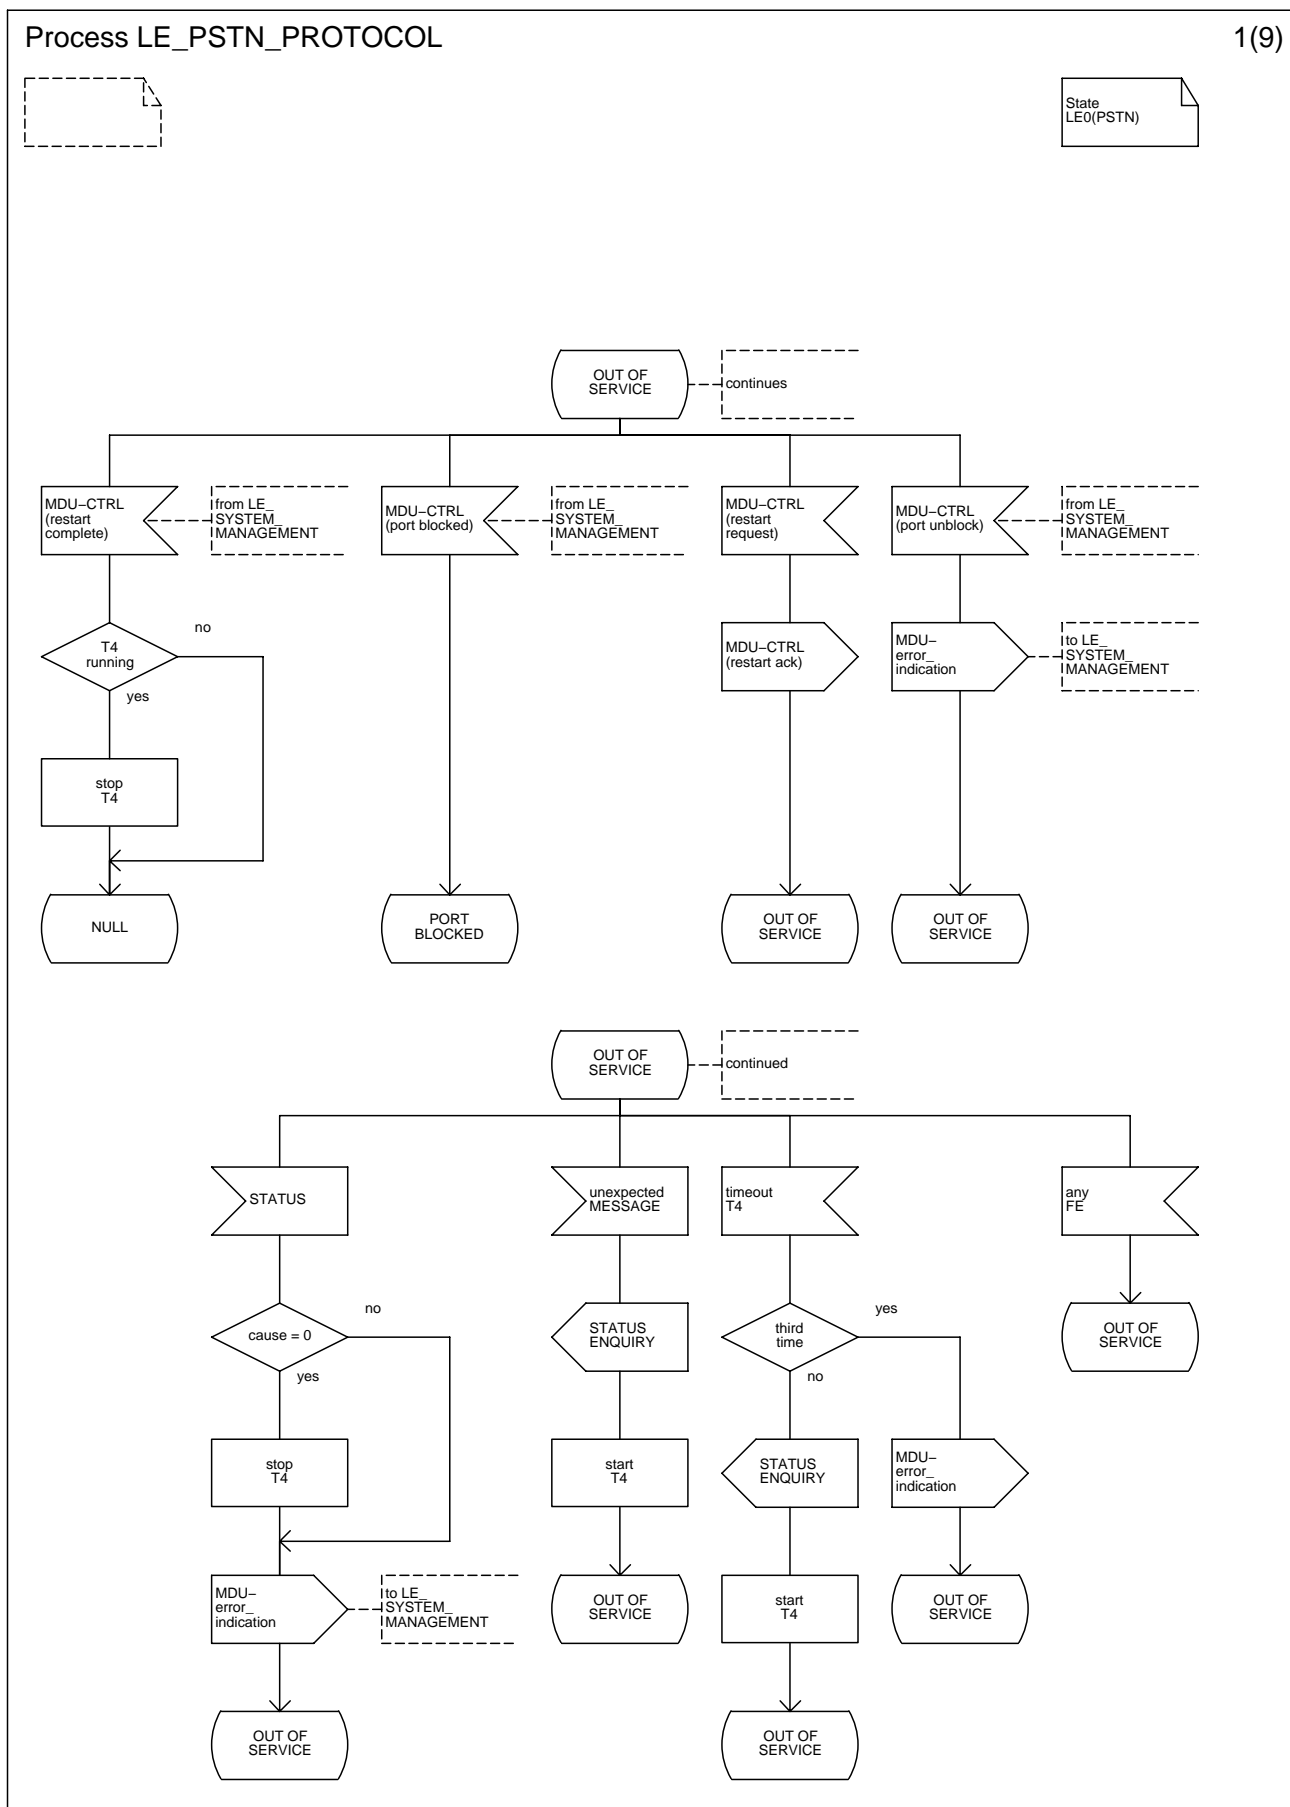 Process LE_PSTN_PROTOCOL
1(9)
State
LE0(PSTN)
OUT OF
SERVICE
continues
MDU−CTRL
(restart
complete)
from LE_
SYSTEM_
MANAGEMENT
MDU−CTRL
(port blocked)
from LE_
SYSTEM_
MANAGEMENT
MDU−CTRL
(restart
request)
MDU−CTRL
(port unblock)
from LE_
SYSTEM_
MANAGEMENT
T4
running
no
yes
MDU−CTRL
(restart ack)
MDU−
error_
indication
to LE_
SYSTEM_
MANAGEMENT
stop
T4
NULL
PORT
BLOCKED
OUT OF
SERVICE
OUT OF
SERVICE
OUT OF
SERVICE
continued
STATUS
unexpected
MESSAGE
timeout
T4
any
FE
cause = 0
no
yes
STATUS
ENQUIRY
third
time
yes
no
OUT OF
SERVICE
stop
T4
start
T4
STATUS
ENQUIRY
MDU−
error_
indication
MDU−
error_
indication
to LE_
SYSTEM_
MANAGEMENT
OUT OF
SERVICE
start
T4
OUT OF
SERVICE
OUT OF
SERVICE
OUT OF
SERVICE